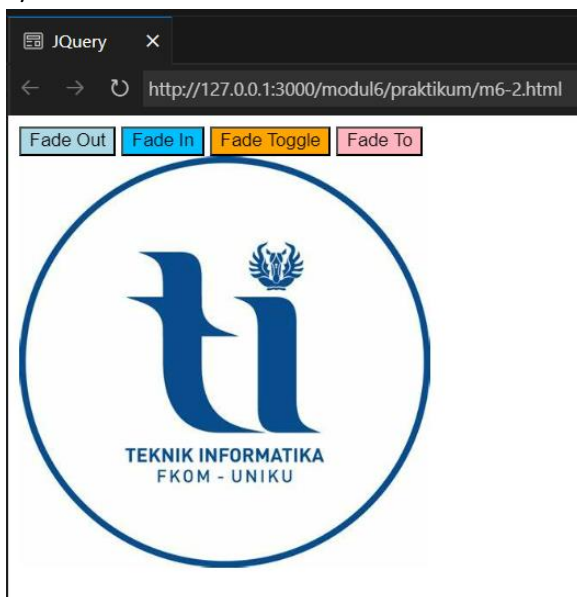 JQuery
http://127.0.0.1:3000/modul6/praktikum/m6-2.html
Fade Out Fade In Fade Toggle Fade To
ti
TEKNIK INFORMATIKA
FKOM - UNIKU